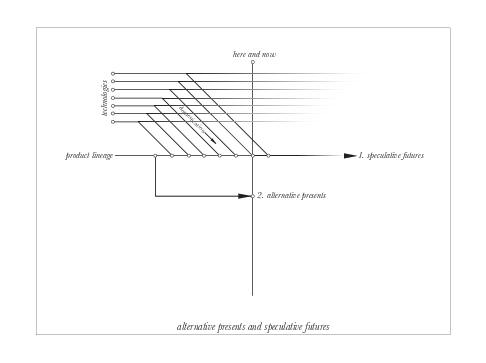 here and now
technologies
product lineage
1. speculative futures
2. alternative presents
alternative presents and speculative futures